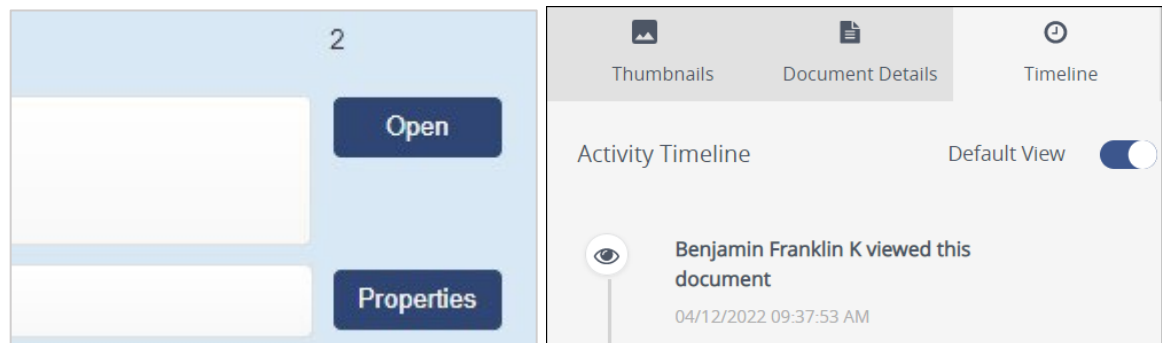 2
Open
Properties
Thumbnails
Document Details
Timeline
Activity Timeline
Default View
Benjamin Franklin K viewed this
document
04/12/2022 09:37:53 AM